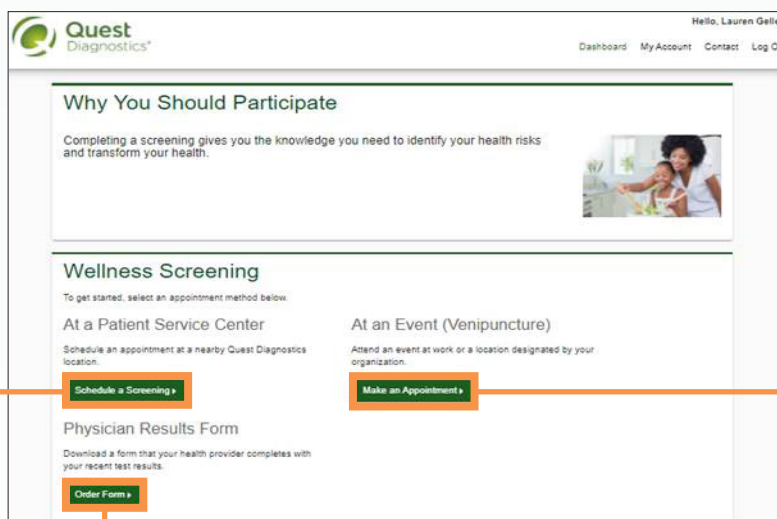 Quest
Diagnostics®
Hello, Lauren Gelle
Dashboard My Account Contact Log O
Why You Should Participate
Completing a screening gives you the knowledge you need to identify your health risks
and transform your health.
Wellness Screening
To get started, select an appointment method below.
At a Patient Service Center
Schedule an appointment at a nearby Quest Diagnostics
location.
Schedule a Screening
At an Event (Venipuncture)
Attend an event at work or a location designated by your
organization.
Make an Appointment
Physician Results Form
Download a form that your health provider completes with
your recent test results.
Order Form